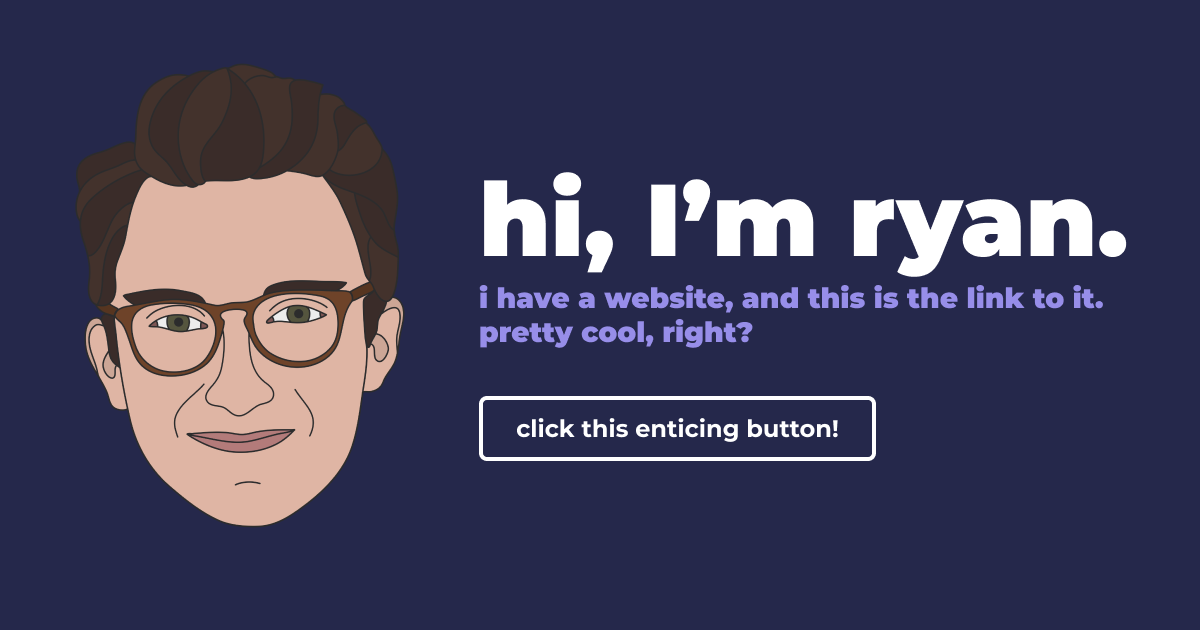 hi, I’m ryan.
i have a website, and this is the link to it.
pretty cool, right?
click this enticing button!